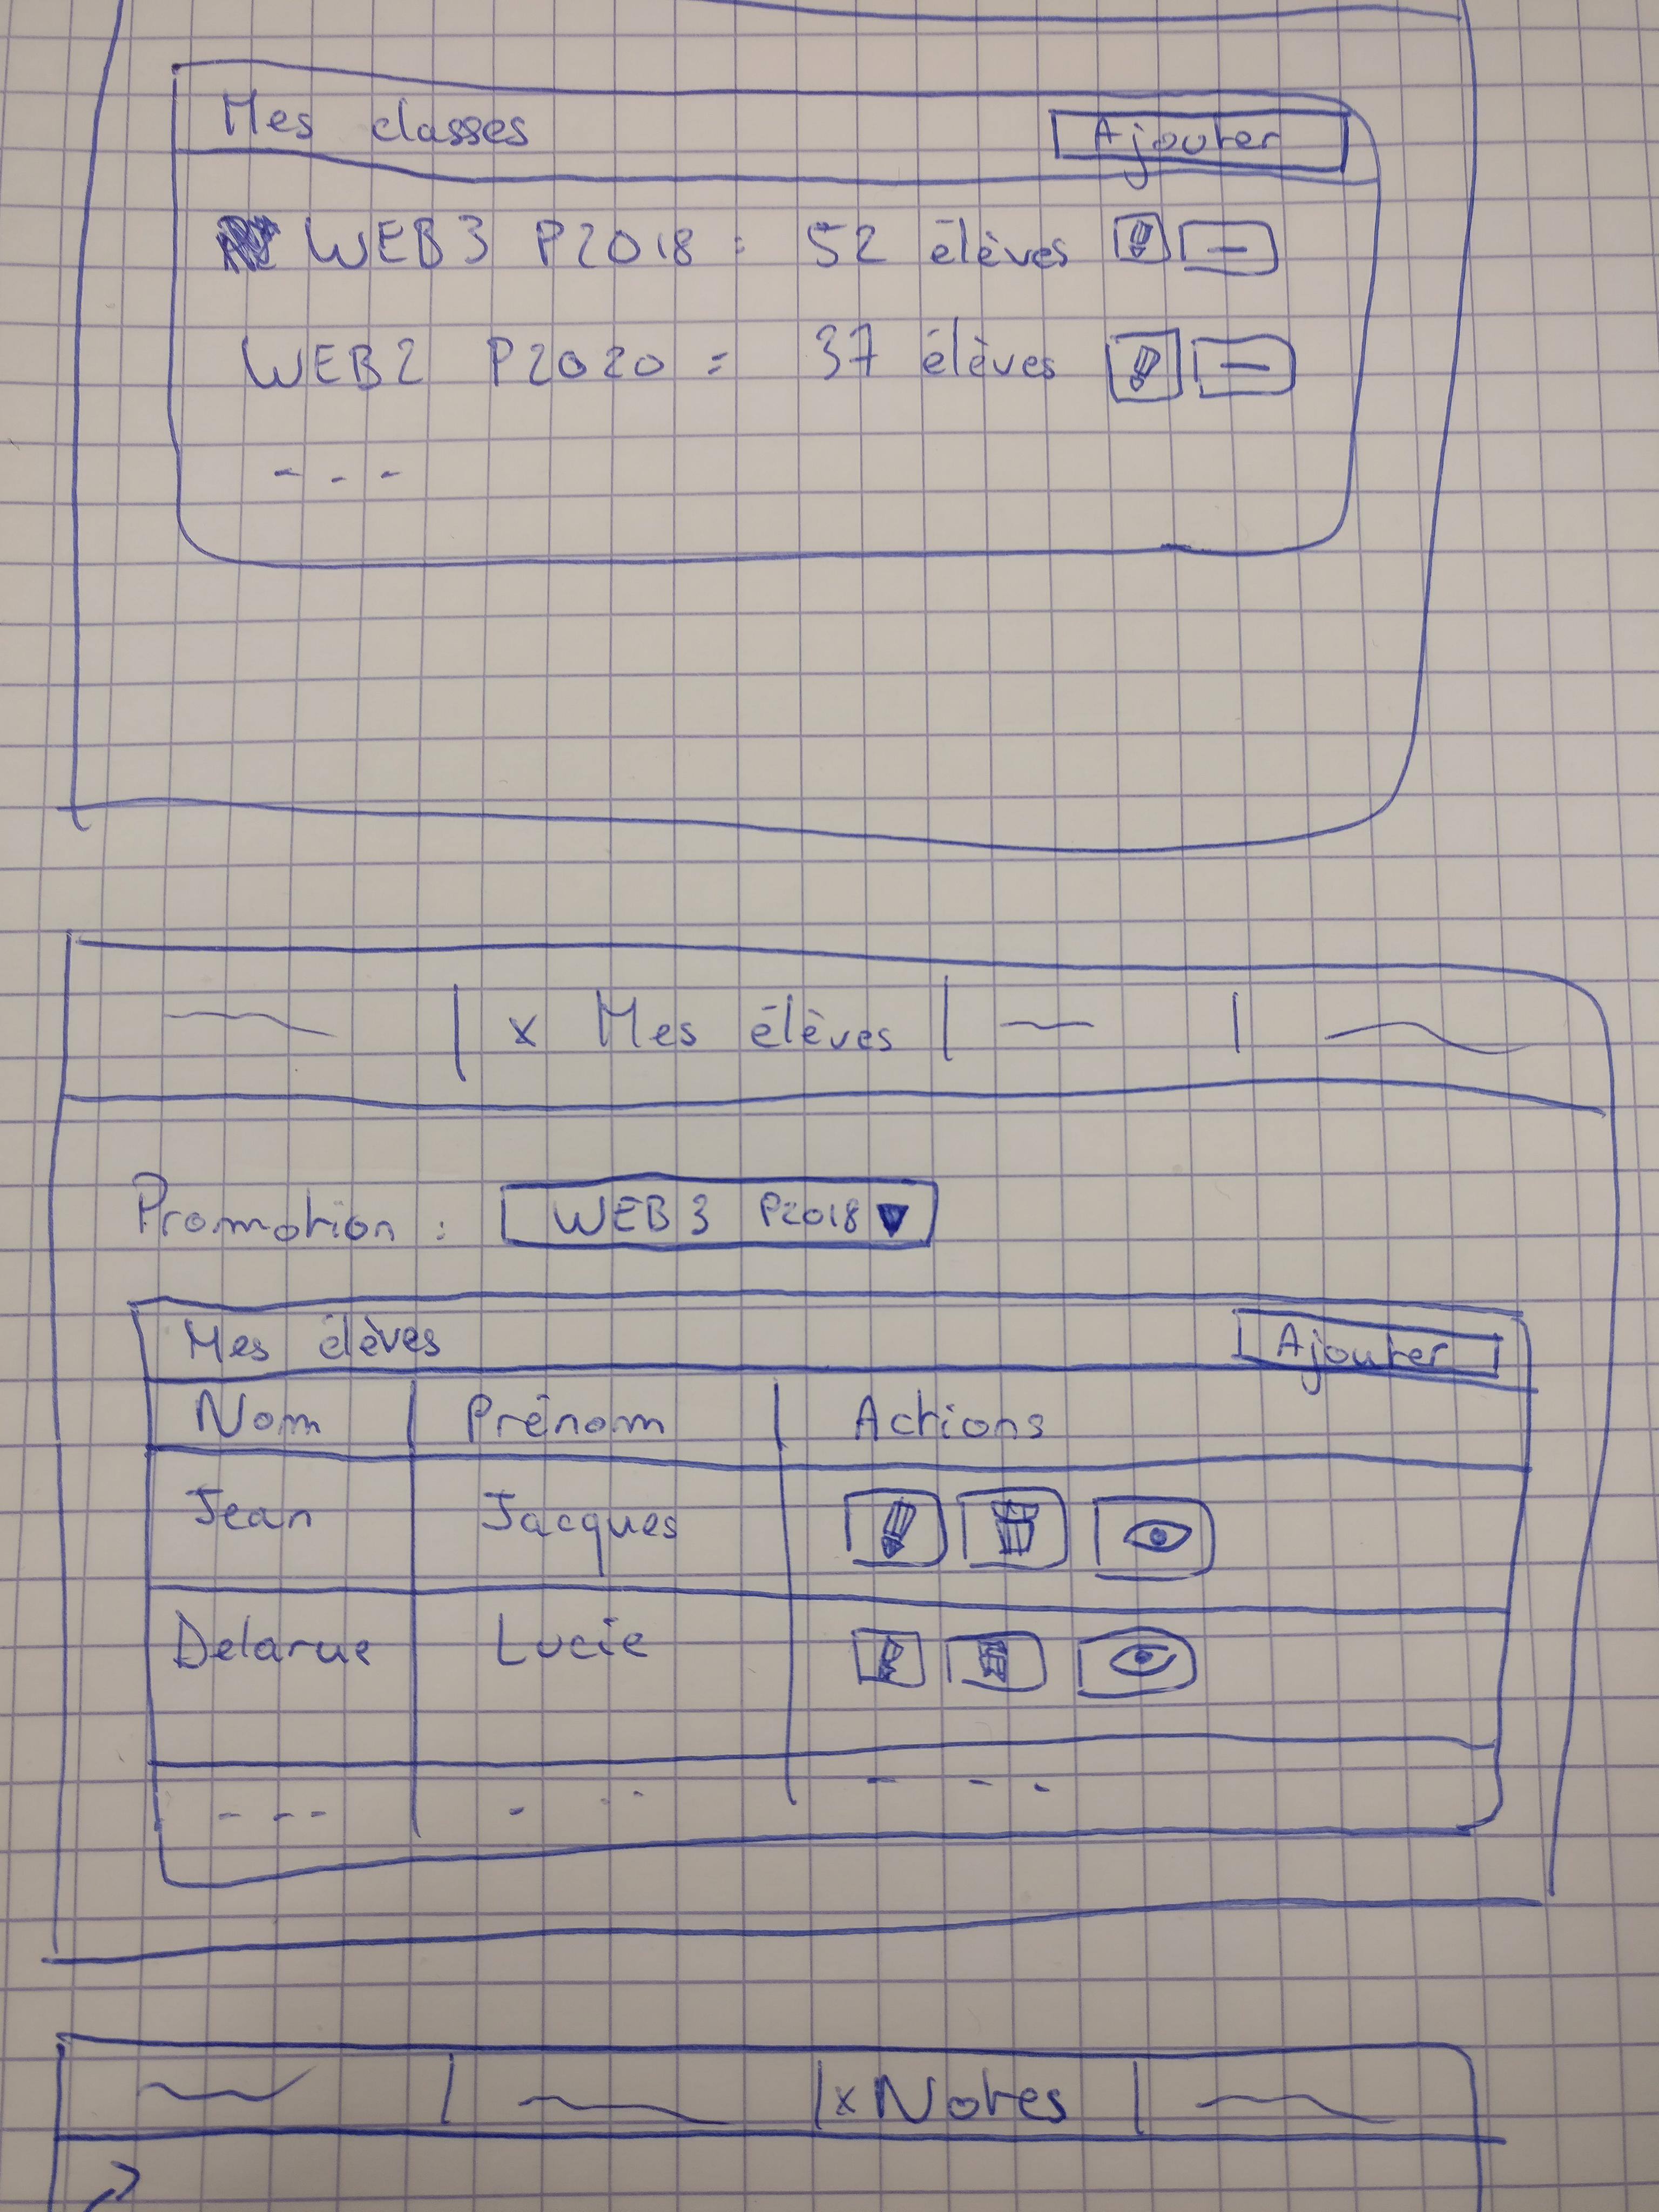 Mes classes Ajouter
WEB3 P2018 : 52 élèves
WEB2 P2020 = 37 élèves
- - -
x Mes élèves
Promotion : WEB3 P2018
Mes élèves Ajouter
Nom Prénom Actions
Jean Jacques
Delarue Lucie
- - - - - - - - -
x Notes